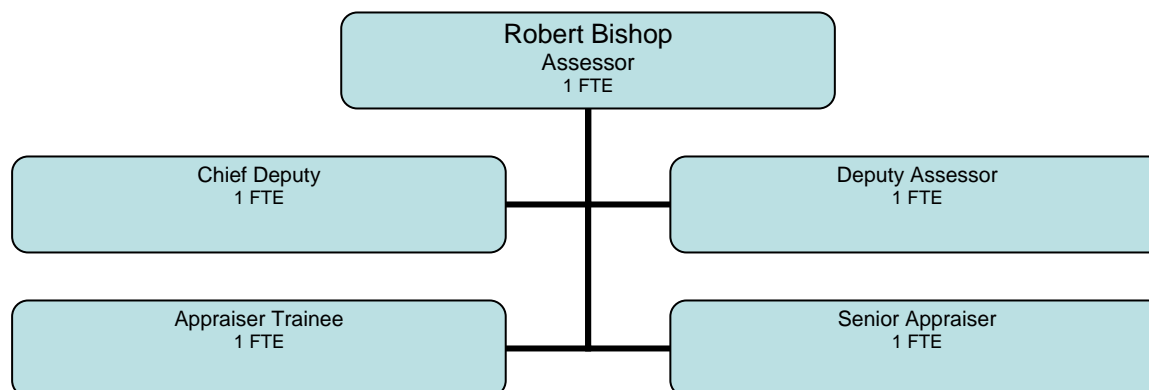 Robert Bishop
Assessor
1 FTE
Chief Deputy
1 FTE
Deputy Assessor
1 FTE
Appraiser Trainee
1 FTE
Senior Appraiser
1 FTE